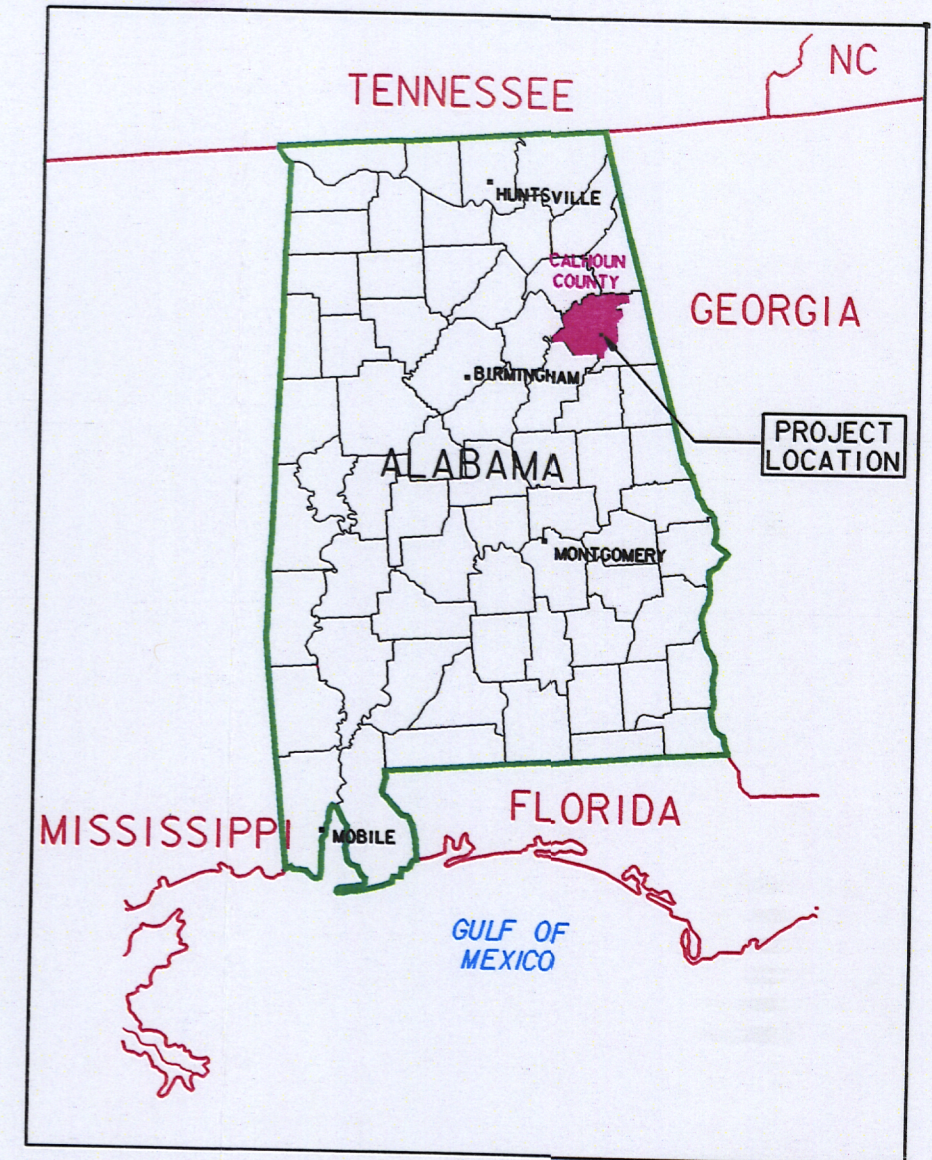 NC
TENNESSEE
HUNTSVILLE
CALHOUN
COUNTY
GEORGIA
BIRMINGHAM
PROJECT
LOCATION
ALABAMA
MONTGOMERY
FLORIDA
MISSISSIPPI
MOBILE
GULF OF
MEXICO